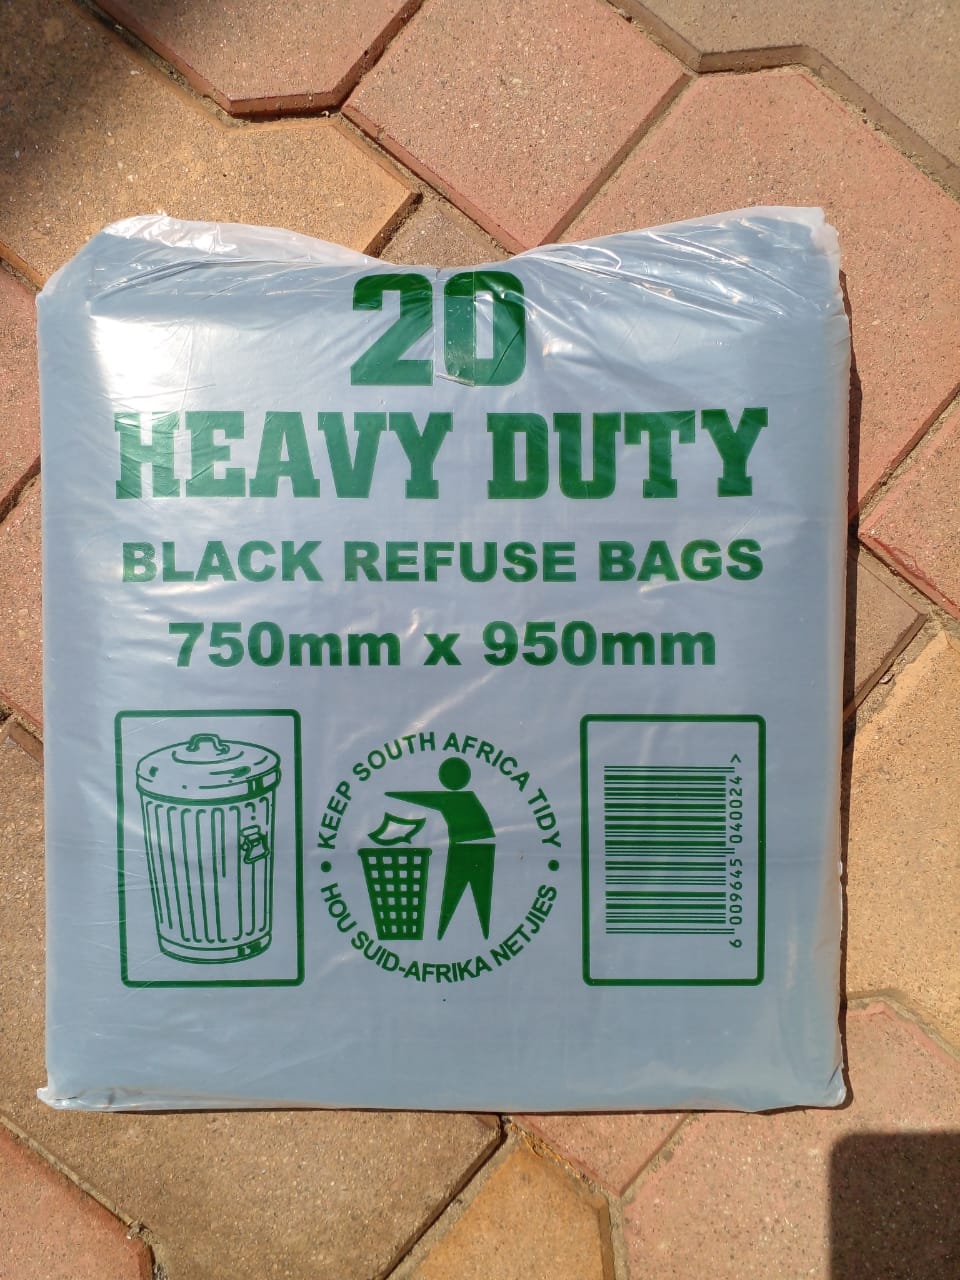 20
HEAVY DUTY
BLACK REFUSE BAGS
750mm x 950mm
• KEEP SOUTH AFRICA TIDY •
HOU SUID-AFRIKA NETJIES
6 009645 040024 >